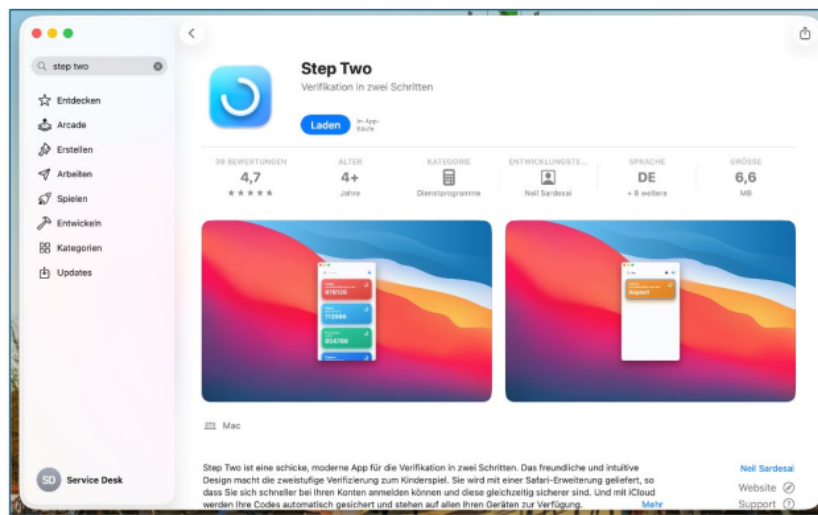 step two
Entdecken
Arcade
Erstellen
Arbeiten
Spielen
Entwickeln
Kategorien
Updates
SD Service Desk
Step Two
Verifikation in zwei Schritten
Laden
In-App-
Käufe
39 BEWERTUNGEN
4,7
★★★★★
ALTER
4+
Jahre
KATEGORIE
Dienstprogramme
ENTWICKLUNGSTE...
Neil Sardesai
SPRACHE
DE
+ 8 weitere
GRÖSSE
6,6
MB
978126
112686
854766
Kopiert
Mac
Step Two ist eine schicke, moderne App für die Verifikation in zwei Schritten. Das freundliche und intuitive
Design macht die zweistufige Verifizierung zum Kinderspiel. Sie wird mit einer Safari-Erweiterung geliefert, so
dass Sie sich schneller bei Ihren Konten anmelden können und diese gleichzeitig sicherer sind. Und mit iCloud
werden Ihre Codes automatisch gesichert und stehen auf allen Ihren Geräten zur Verfügung.
Mehr
Neil Sardesai
Website
Support